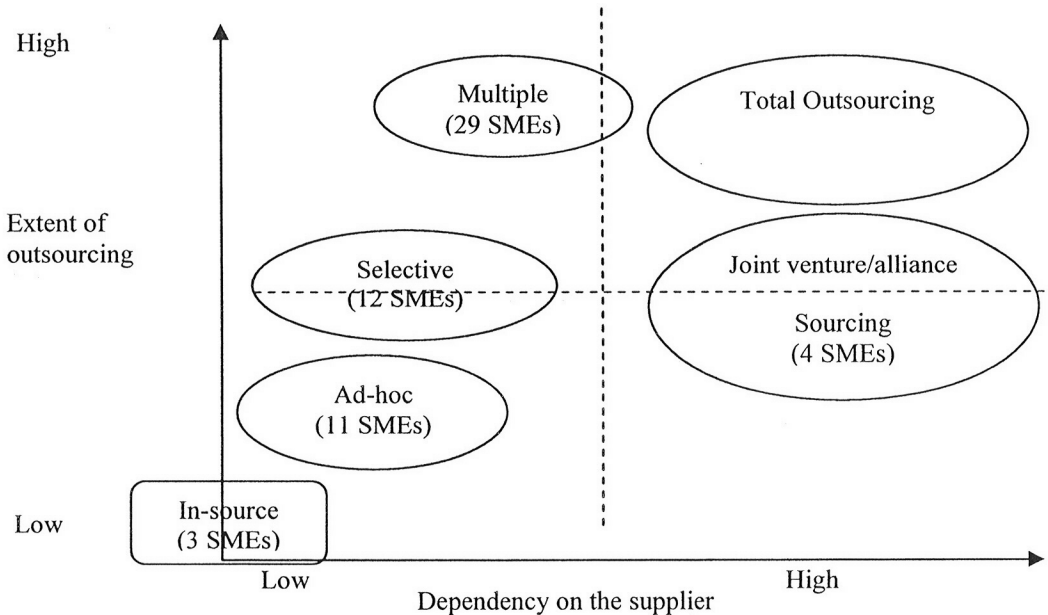 High
Multiple
(29 SMEs)
Total Outsourcing
Extent of
outsourcing
Selective
(12 SMEs)
Joint venture/alliance
Sourcing
(4 SMEs)
Ad-hoc
(11 SMEs)
In-source
(3 SMEs)
Low
Low
High
Dependency on the supplier